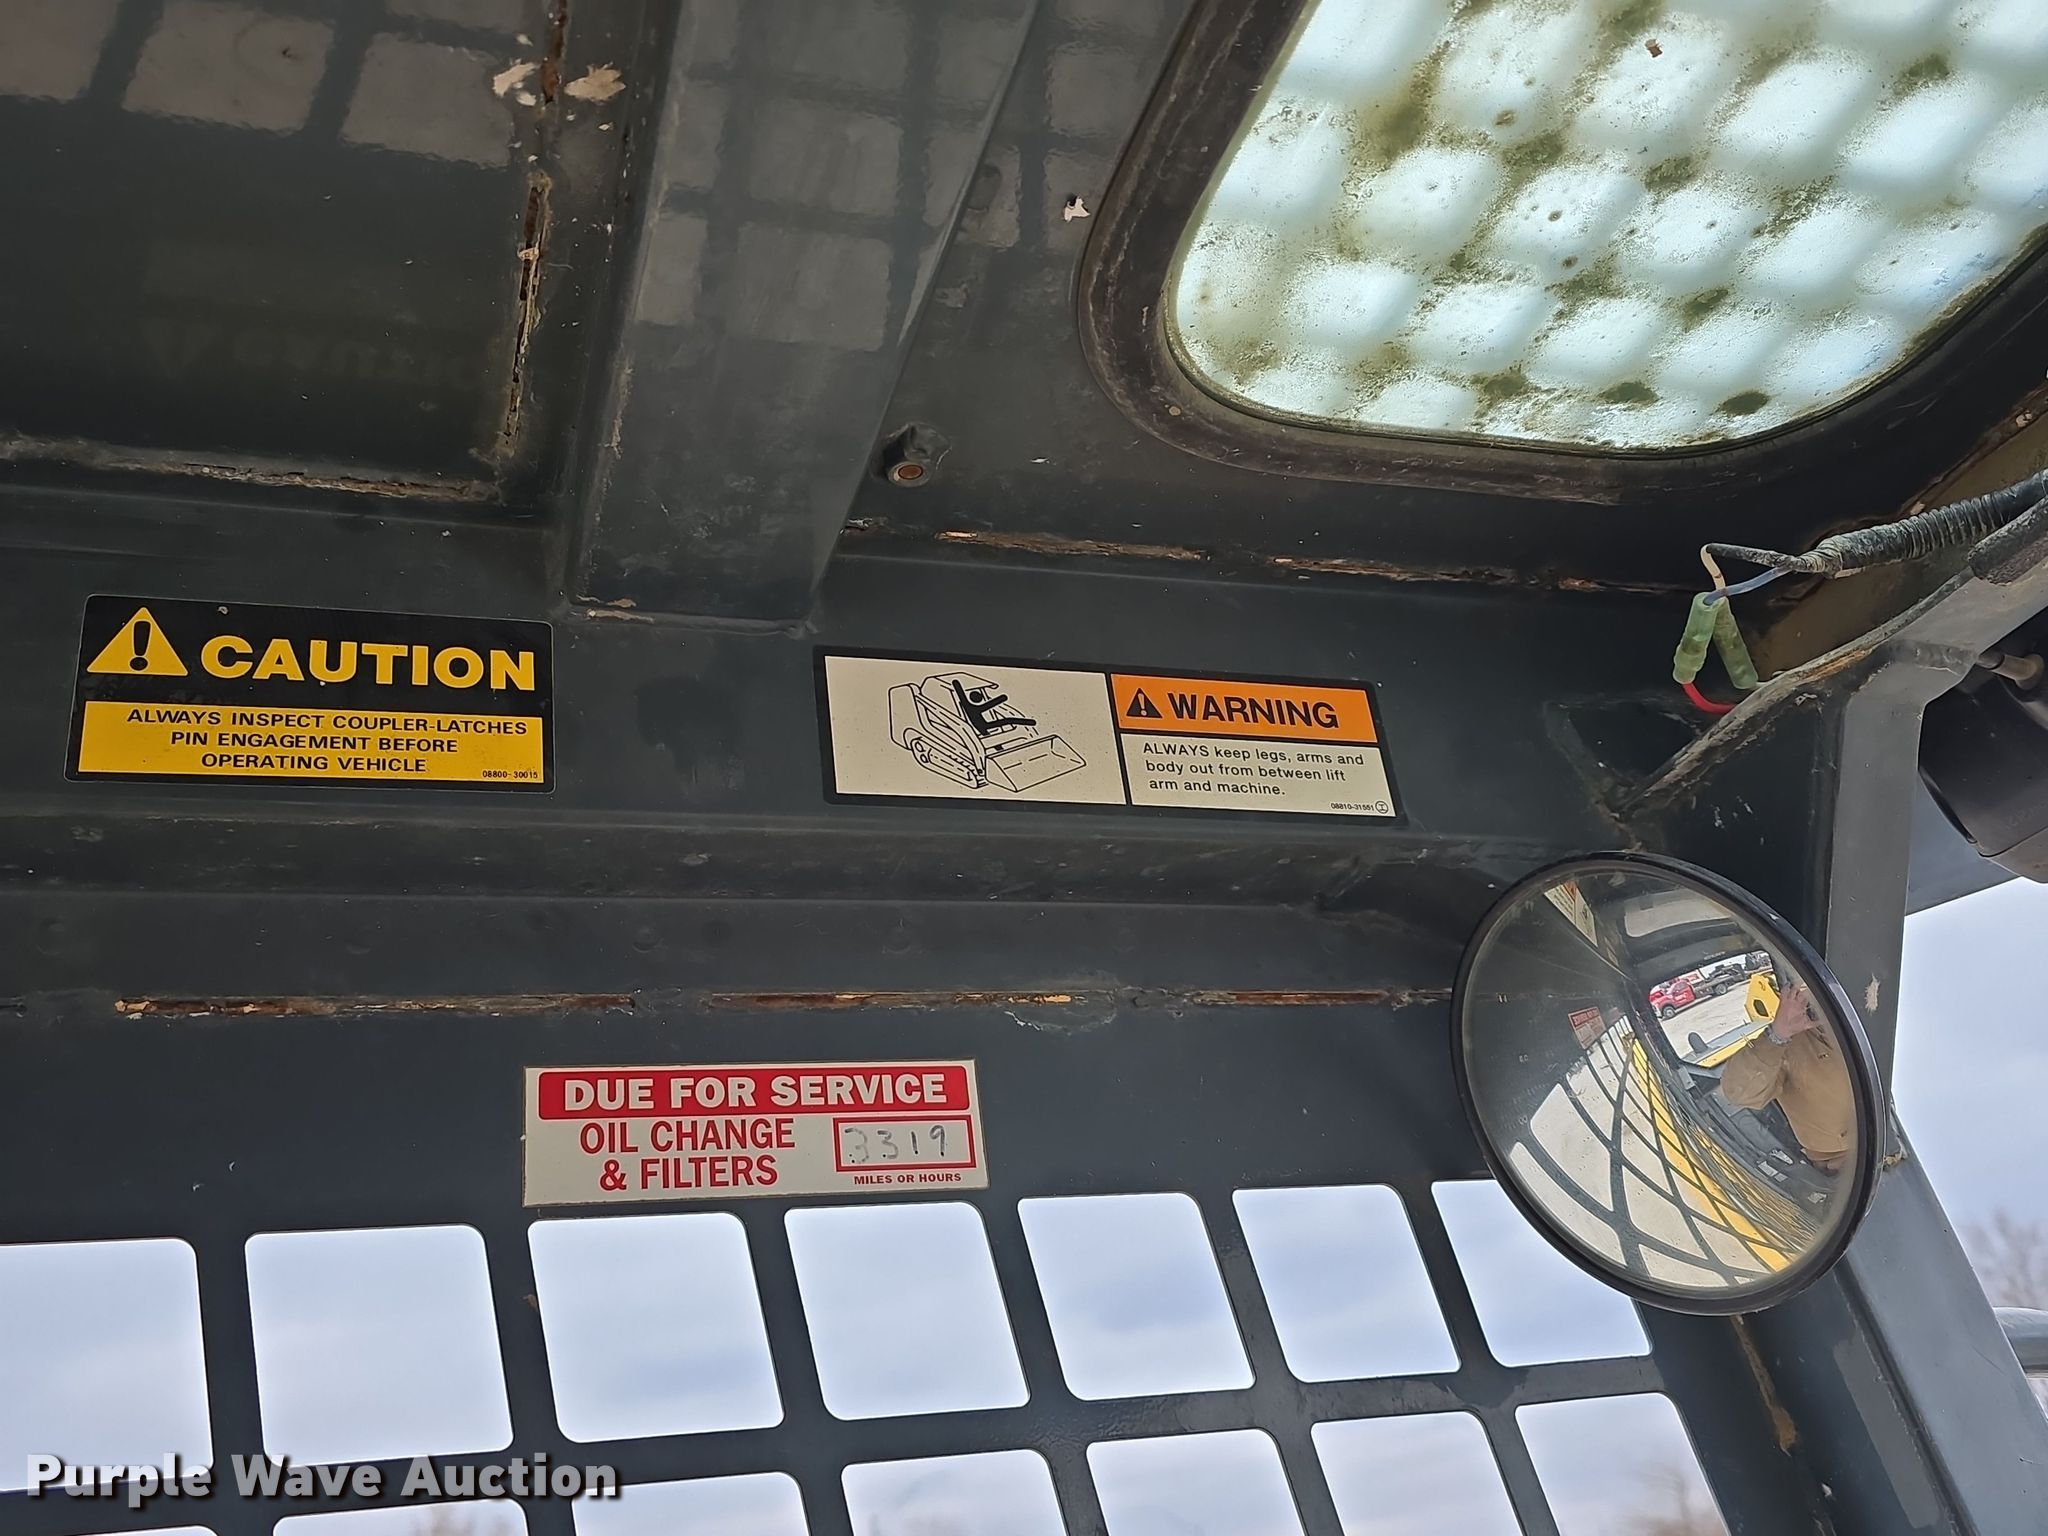 CAUTION
ALWAYS INSPECT COUPLER-LATCHES
PIN ENGAGEMENT BEFORE
OPERATING VEHICLE
08800-30015
WARNING
ALWAYS keep legs, arms and
body out from between lift
arm and machine.
08810-31551
DUE FOR SERVICE
OIL CHANGE
& FILTERS
3319
MILES OR HOURS
Purple Wave Auction